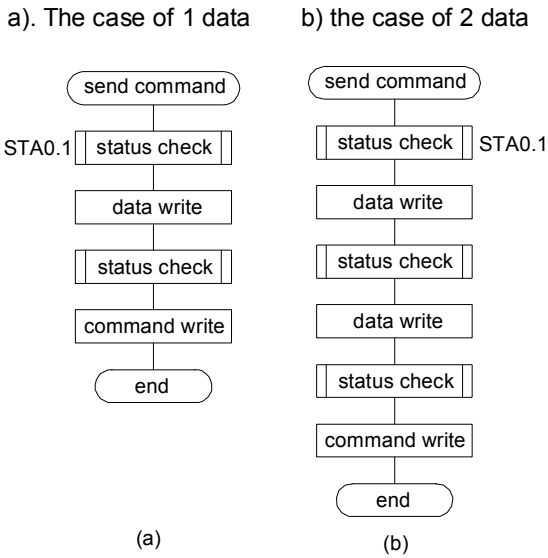 a). The case of 1 data
send command
STA0.1
status check
data write
status check
command write
end
(a)
b) the case of 2 data
send command
status check
STA0.1
data write
status check
data write
status check
command write
end
(b)